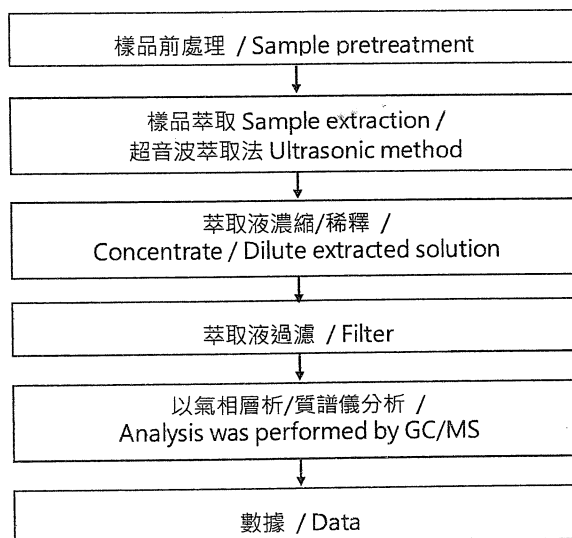 樣品前處理 / Sample pretreatment
樣品萃取 Sample extraction /
超音波萃取法 Ultrasonic method
萃取液濃縮/稀釋 /
Concentrate / Dilute extracted solution
萃取液過濾 / Filter
以氣相層析/質譜儀分析 /
Analysis was performed by GC/MS
數據 / Data